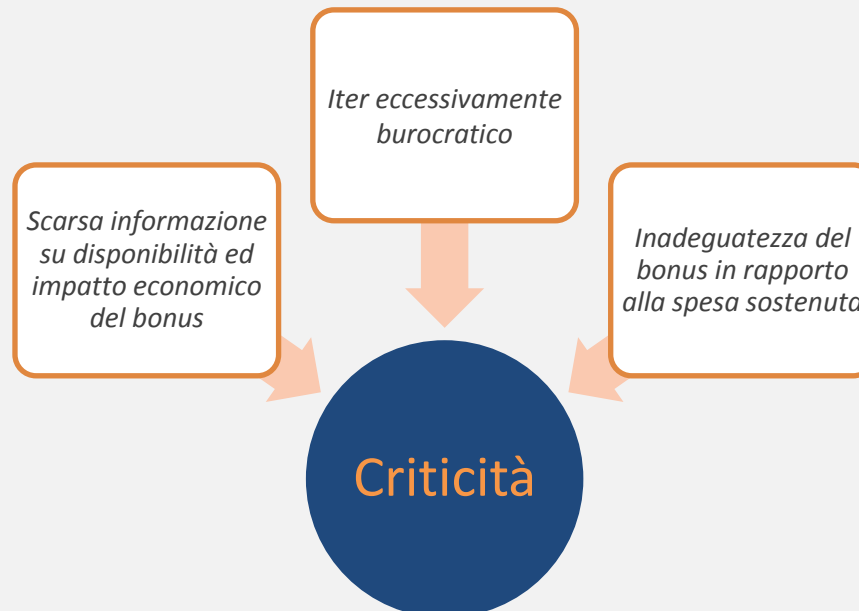 Iter eccessivamente
burocratico
Scarsa informazione
su disponibilità ed
impatto economico
del bonus
Inadeguatezza del
bonus in rapporto
alla spesa sostenuta
Criticità